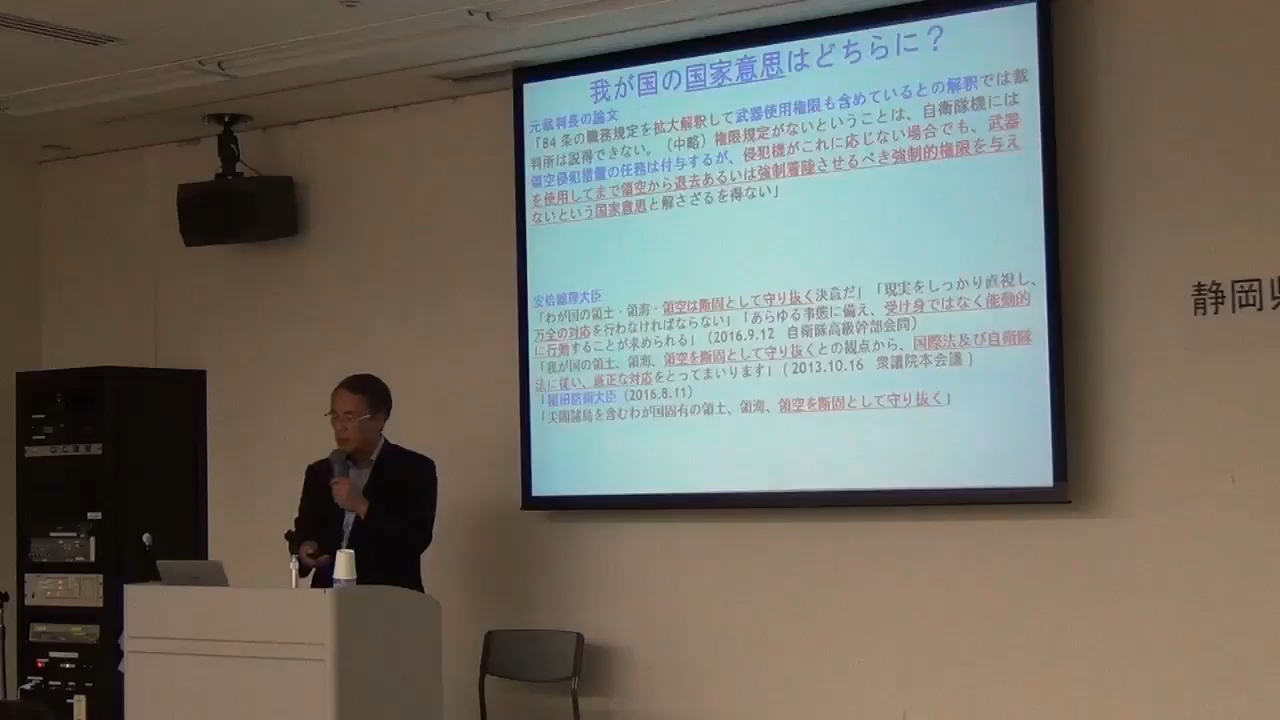 我が国の国家意思はどちらに？
元裁判長の論文
「84 条の職務規定を拡大解釈して武器使用権限も含めているとの解釈では裁
判所は説得できない。（中略）権限規定がないということは、自衛隊機には
領空侵犯措置の任務は付与するが、侵犯機がこれに応じない場合でも、武器
を使用してまで領空から退去あるいは強制着陸させるべき強制的権限を与え
ないという国家意思と解さざるを得ない」
安倍総理大臣
「わが国の領土・領海・領空は断固として守り抜く決意だ」「現実をしっかり直視し、
万全の対応を行わなければならない」「あらゆる事態に備え、受け身ではなく能動的
に行動することが求められる」（2016.9.12 自衛隊高級幹部会同）
「我が国の領土、領海、領空を断固として守り抜くとの観点から、国際法及び自衛隊
法に従い、厳正な対応をとってまいります」（2013.10.16 衆議院本会議）
「稲田防衛大臣（2016.8.11）
「尖閣諸島を含むわが国固有の領土、領海、領空を断固として守り抜く」
静岡県